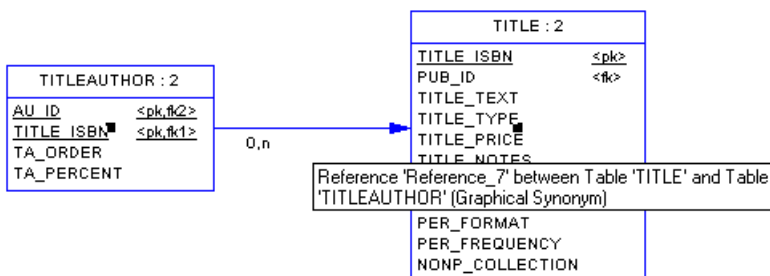 TITLEAUTHOR : 2
AU_ID <pk,fk2>
TITLE_ISBN <pk,fk1>
TA_ORDER
TA_PERCENT
0,n
TITLE : 2
TITLE_ISBN <pk>
PUB_ID <fk>
TITLE_TEXT
TITLE_TYPE
TITLE_PRICE
TITLE_NOTES
Reference 'Reference_7' between Table 'TITLE' and Table
'TITLEAUTHOR' (Graphical Synonym)
PER_FORMAT
PER_FREQUENCY
NONP_COLLECTION